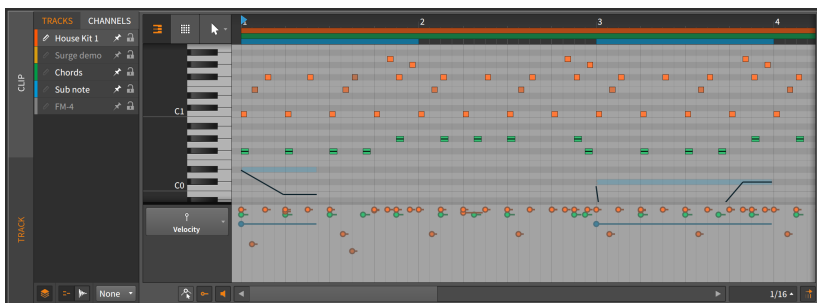 TRACKS CHANNELS
1 2 3 4
House Kit 1
Surge demo
Chords
Sub note
FM-4
CLIP
TRACK
C1
C0
Velocity
None
1/16